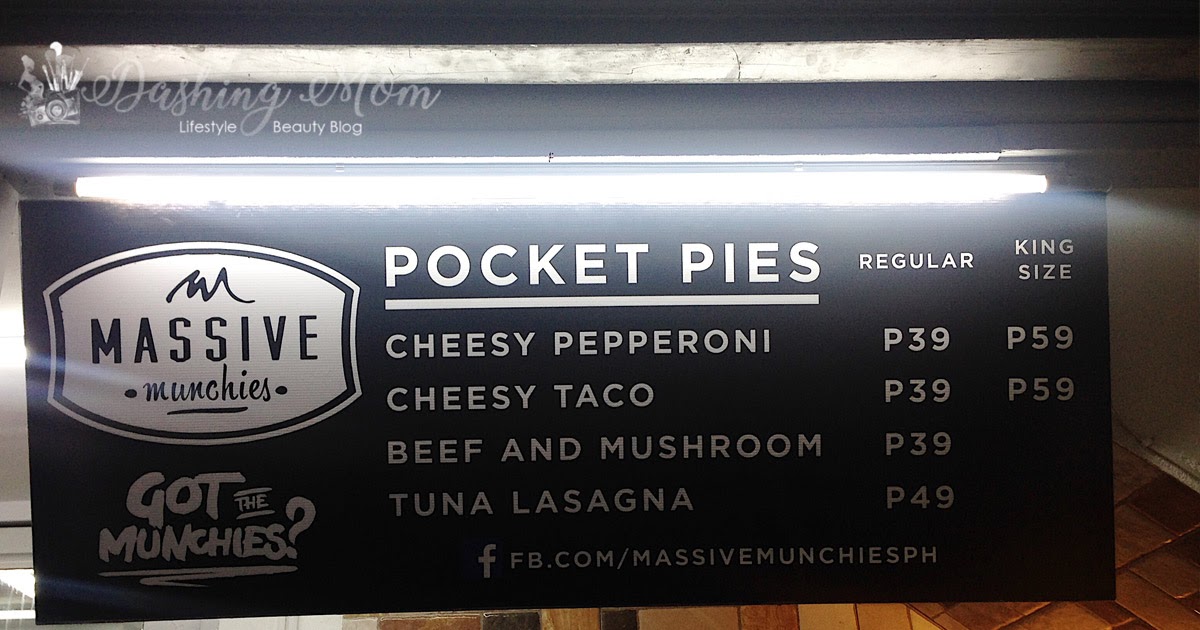 Dashing Mom
Lifestyle Beauty Blog
MASSIVE
munchies
GOT THE
MUNCHIES?
POCKET PIES REGULAR KING SIZE
CHEESY PEPPERONI P39 P59
CHEESY TACO P39 P59
BEEF AND MUSHROOM P39
TUNA LASAGNA P49
f FB.COM/MASSIVEMUNCHIESPH